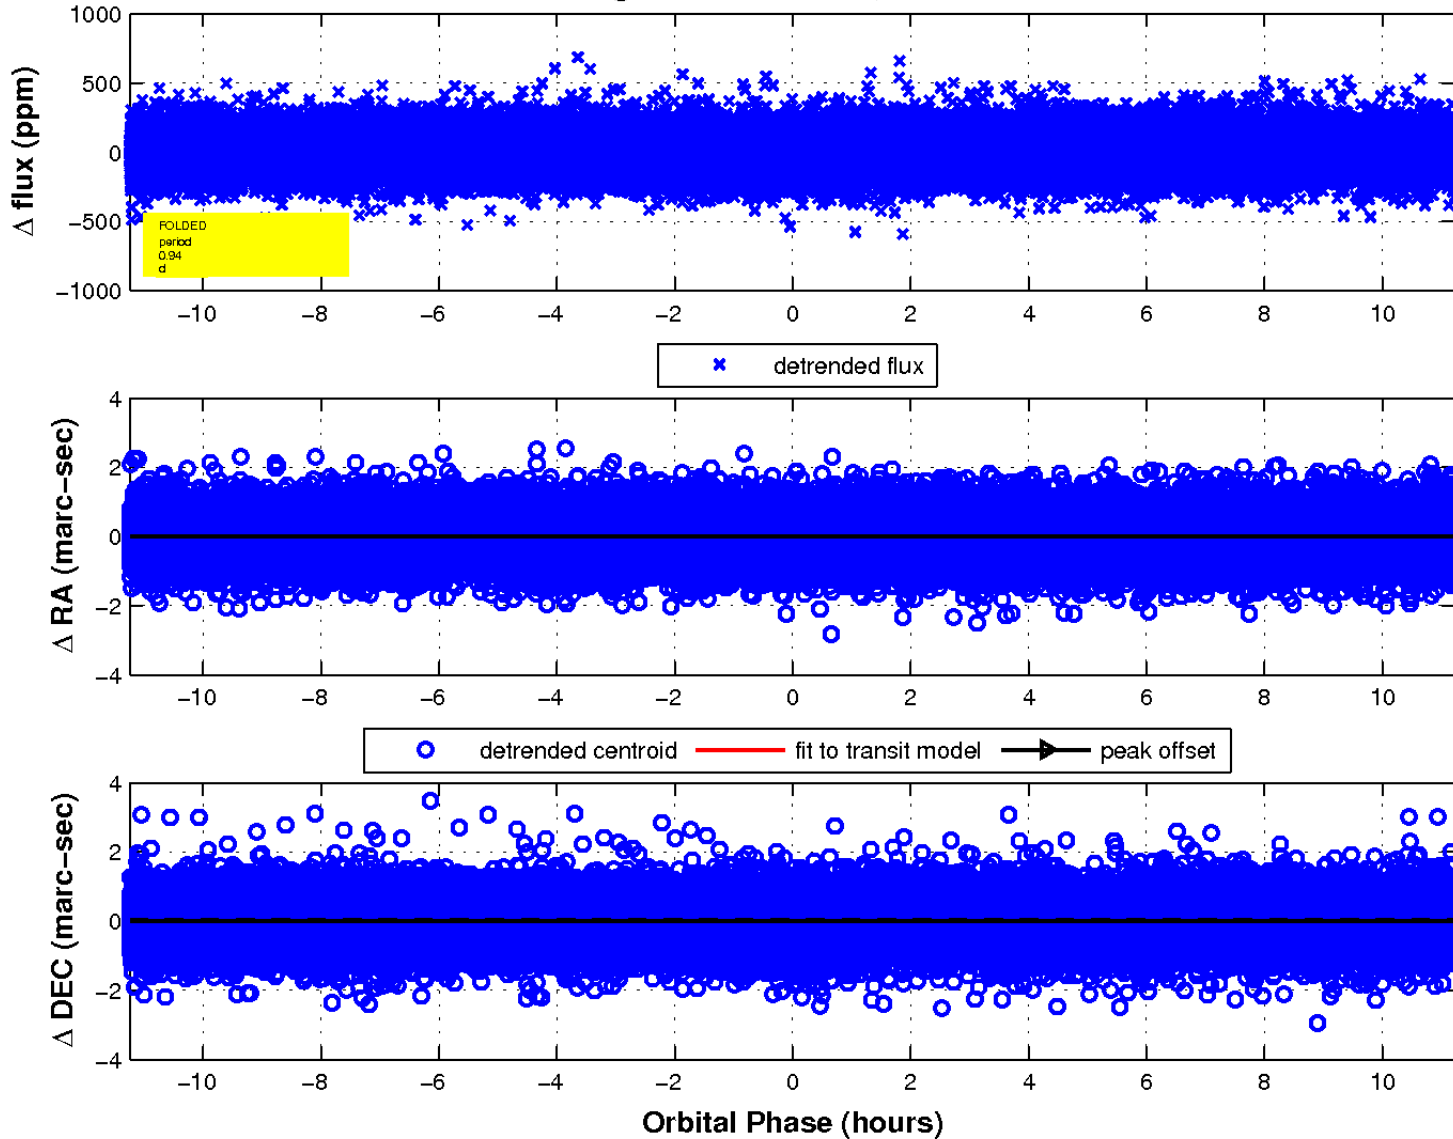 1000
500
0
−500
−1000
Δ flux (ppm)
FOLDED
period
0.94
d
−10 −8 −6 −4 −2 0 2 4 6 8 10
detrended flux
4
2
0
−2
−4
Δ RA (marc−sec)
−10 −8 −6 −4 −2 0 2 4 6 8 10
detrended centroid fit to transit model peak offset
4
2
0
−2
−4
Δ DEC (marc−sec)
−10 −8 −6 −4 −2 0 2 4 6 8 10
Orbital Phase (hours)